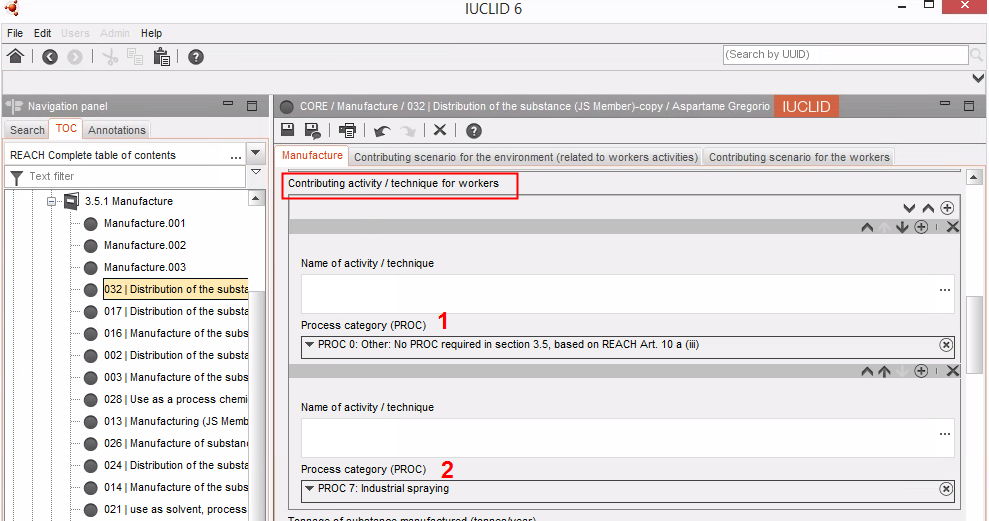 IUCLID 6
File Edit Users Admin Help
(Search by UUID)
Navigation panel
CORE / Manufacture / 032 | Distribution of the substance (JS Member)-copy / Aspartame Gregorio IUCLID
Search TOC Annotations
REACH Complete table of contents ...
Text filter
Manufacture Contributing scenario for the environment (related to workers activities) Contributing scenario for the workers
3.5.1 Manufacture
Manufacture.001
Manufacture.002
Manufacture.003
032 | Distribution of the substa
017 | Distribution of the substa
016 | Manufacture of the subs
002 | Distribution of the substa
003 | Manufacture of the subs
028 | Use as a process chemi
013 | Manufacturing (JS Memb
026 | Manufacture of substan
024 | Distribution of the substa
014 | Manufacture of the subs
021 | use as solvent, process
Contributing activity / technique for workers
Name of activity / technique
...
Process category (PROC) 1
PROC 0: Other: No PROC required in section 3.5, based on REACH Art. 10 a (iii)
Name of activity / technique
...
Process category (PROC) 2
PROC 7: Industrial spraying
Tonnage of substance manufactured (tonnes/year)